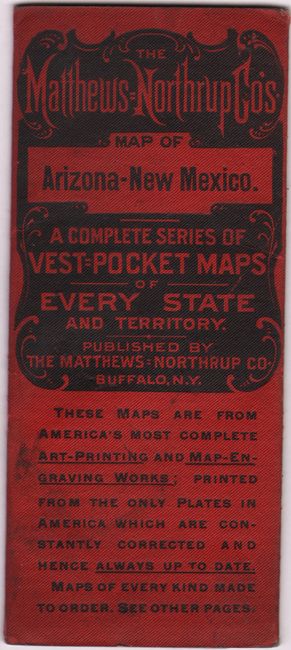 THE
Matthews=Northrup Co's
MAP OF
Arizona-New Mexico.
A COMPLETE SERIES OF
VEST=POCKET MAPS
OF
EVERY STATE
AND TERRITORY.
PUBLISHED BY
THE MATTHEWS=NORTHRUP CO.
BUFFALO, N.Y.
THESE MAPS ARE FROM
AMERICA'S MOST COMPLETE
ART-PRINTING AND MAP-EN-
GRAVING WORKS; PRINTED
FROM THE ONLY PLATES IN
AMERICA WHICH ARE CON-
STANTLY CORRECTED AND
HENCE ALWAYS UP TO DATE.
MAPS OF EVERY KIND MADE
TO ORDER. SEE OTHER PAGES.